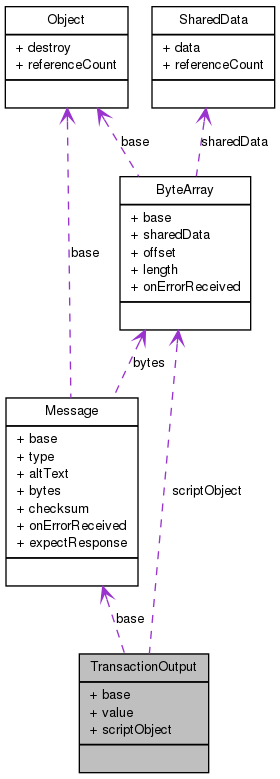 Object
+ destroy
+ referenceCount
SharedData
+ data
+ referenceCount
base
sharedData
ByteArray
+ base
+ sharedData
+ offset
+ length
+ onErrorReceived
base
bytes
Message
+ base
+ type
+ altText
+ bytes
+ checksum
+ onErrorReceived
+ expectResponse
scriptObject
base
TransactionOutput
+ base
+ value
+ scriptObject